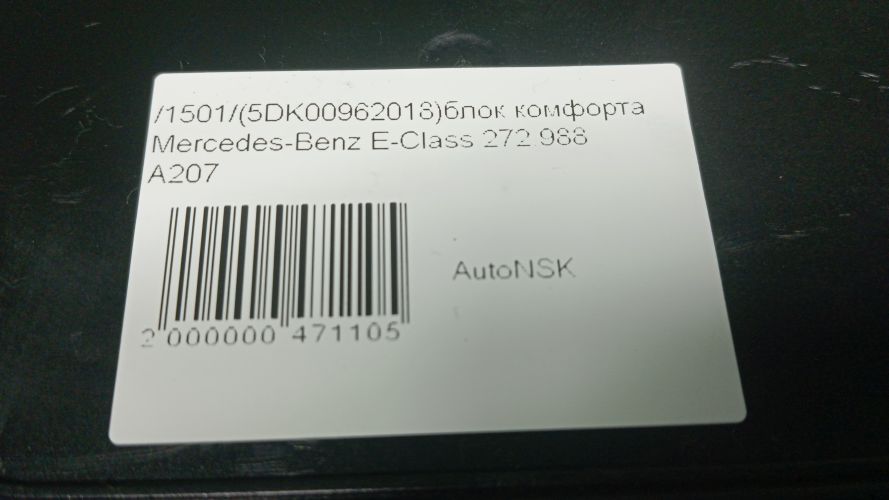 /1501/(5DK00962018)блок комфорта
Mercedes-Benz E-Class 272 988
A207
AutoNSK
2 000000 471105